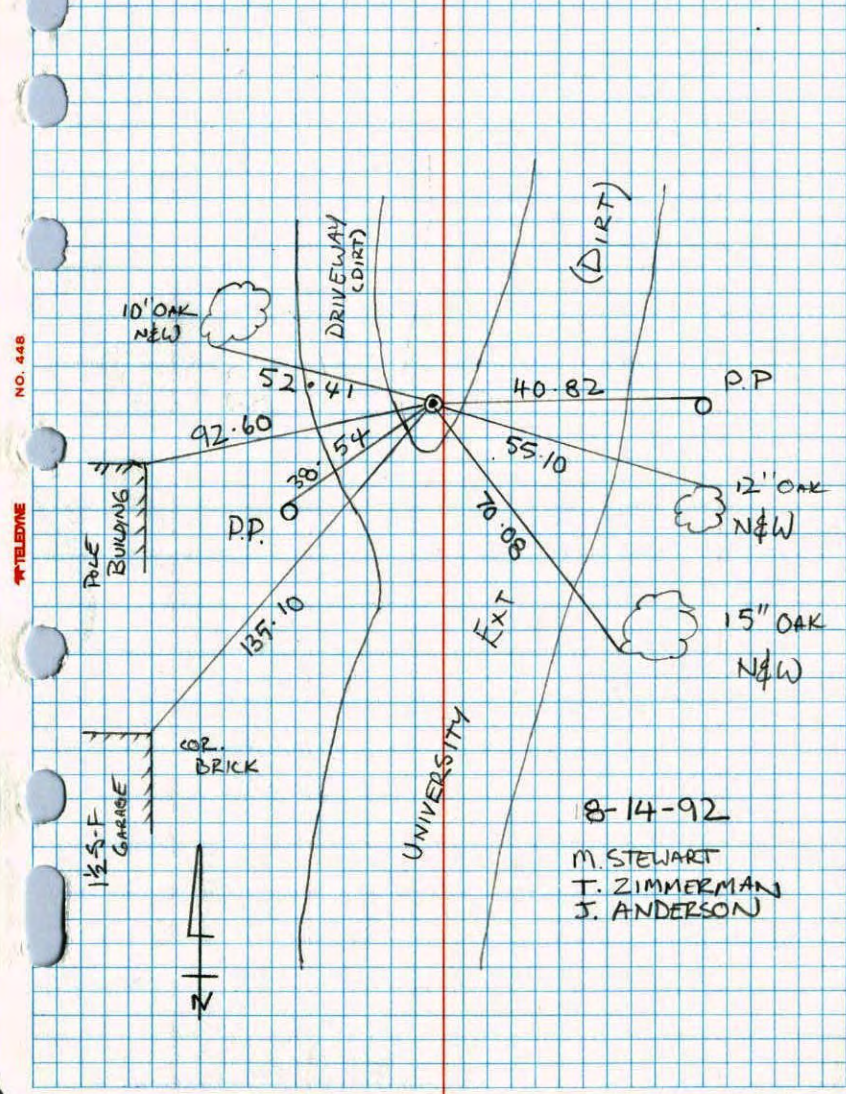 DRIVEWAY
(DIRT)
(DIRT)
10" OAK
N&W
52.41
40.82
P.P
92.60
38.54
55.10
12" OAK
N&W
70.08
P.P.
POLE
BUILDING
135.10
EXT
15" OAK
N&W
COR.
BRICK
UNIVERSITY
1½ S-F
GARAGE
8-14-92
M. STEWART
T. ZIMMERMAN
J. ANDERSON
N
NO. 448
TELEDYNE